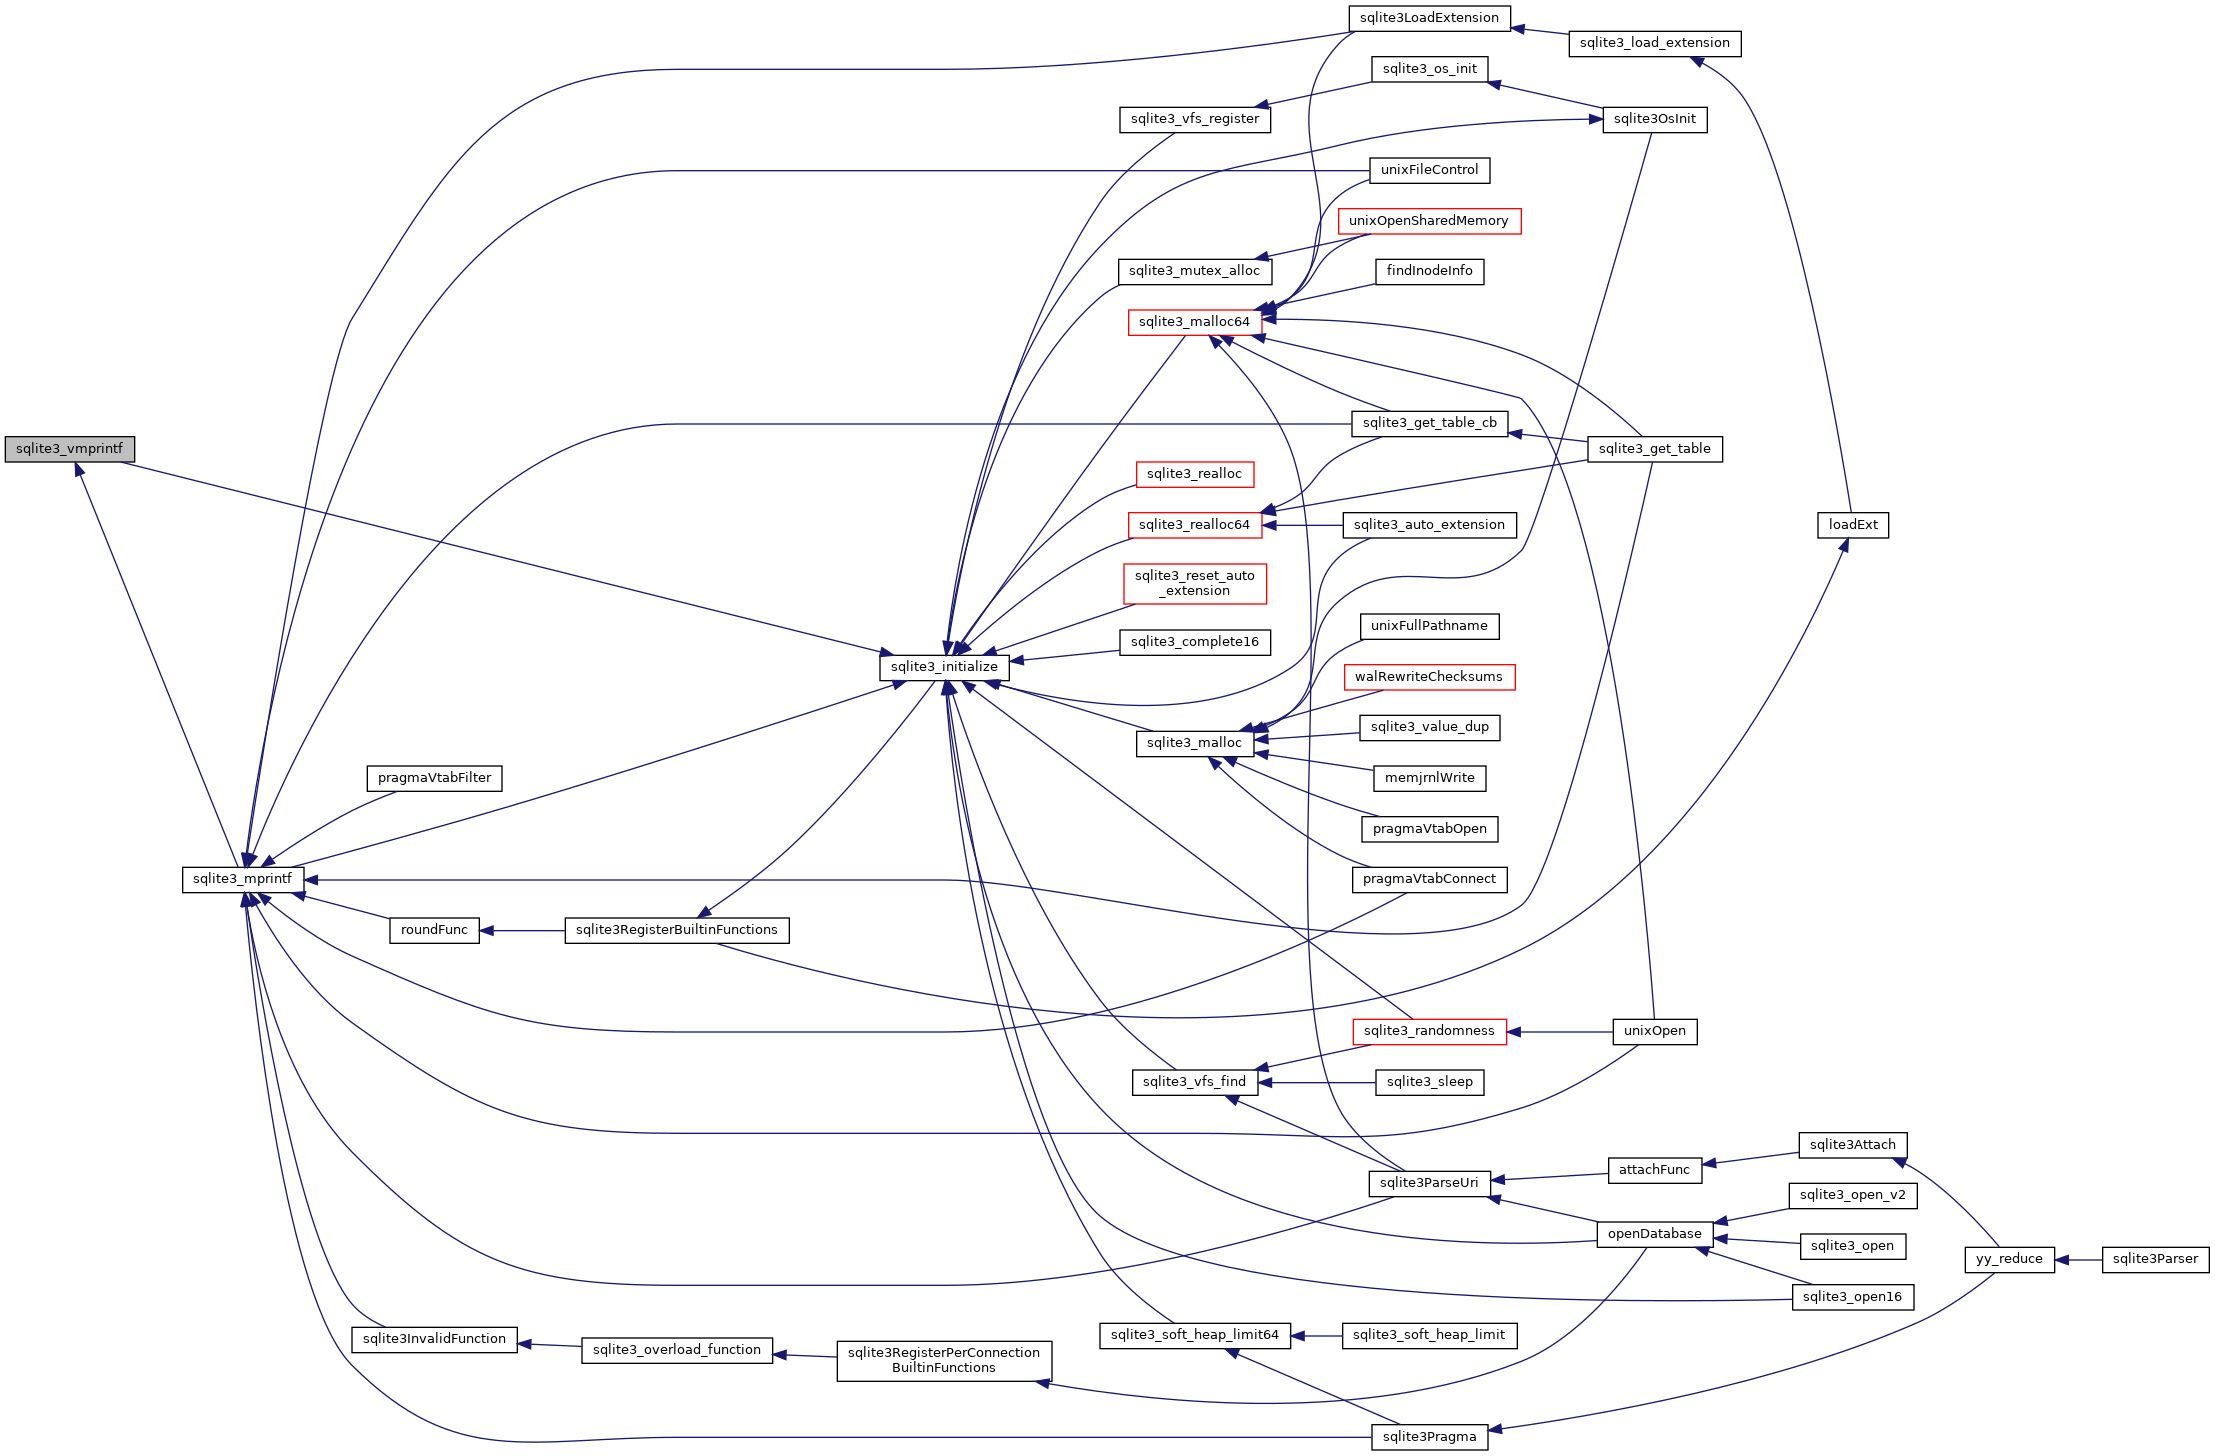 sqlite3LoadExtension
sqlite3_load_extension
sqlite3_os_init
sqlite3_vfs_register
sqlite3OsInit
unixFileControl
unixOpenSharedMemory
sqlite3_mutex_alloc
findInodeInfo
sqlite3_malloc64
sqlite3_get_table_cb
sqlite3_vmprintf
sqlite3_get_table
sqlite3_realloc
sqlite3_realloc64
sqlite3_auto_extension
loadExt
sqlite3_reset_auto
_extension
unixFullPathname
sqlite3_complete16
sqlite3_initialize
walRewriteChecksums
sqlite3_value_dup
sqlite3_malloc
pragmaVtabFilter
memjrnlWrite
pragmaVtabOpen
sqlite3_mprintf
pragmaVtabConnect
roundFunc
sqlite3RegisterBuiltinFunctions
sqlite3_randomness
unixOpen
sqlite3_vfs_find
sqlite3_sleep
sqlite3Attach
attachFunc
sqlite3ParseUri
sqlite3_open_v2
openDatabase
sqlite3_open
yy_reduce
sqlite3Parser
sqlite3_open16
sqlite3InvalidFunction
sqlite3_soft_heap_limit64
sqlite3_soft_heap_limit
sqlite3_overload_function
sqlite3RegisterPerConnection
BuiltinFunctions
sqlite3Pragma